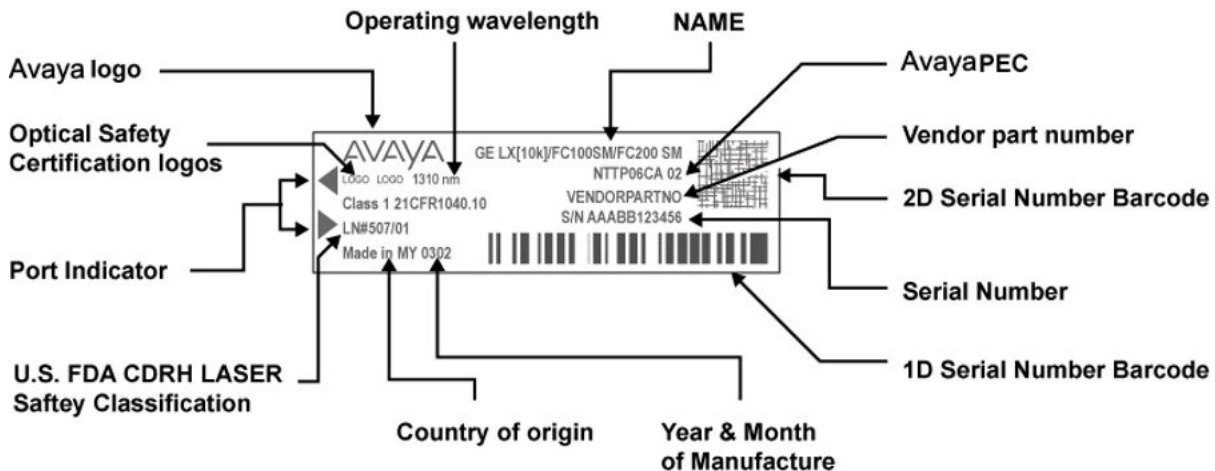 Operating wavelength
NAME
Avaya logo
Avaya PEC
Optical Safety
Certification logos
Vendor part number
2D Serial Number Barcode
Port Indicator
Serial Number
U.S. FDA CDRH LASER
Saftey Classification
1D Serial Number Barcode
Country of origin
Year & Month
of Manufacture
AVAYA
LOGO LOGO 1310 nm
Class 1 21CFR1040.10
LN#507/01
Made in MY 0302
GE LX[10k]/FC100SM/FC200 SM
NTTP06CA 02
VENDORPARTNO
S/N AAABB123456